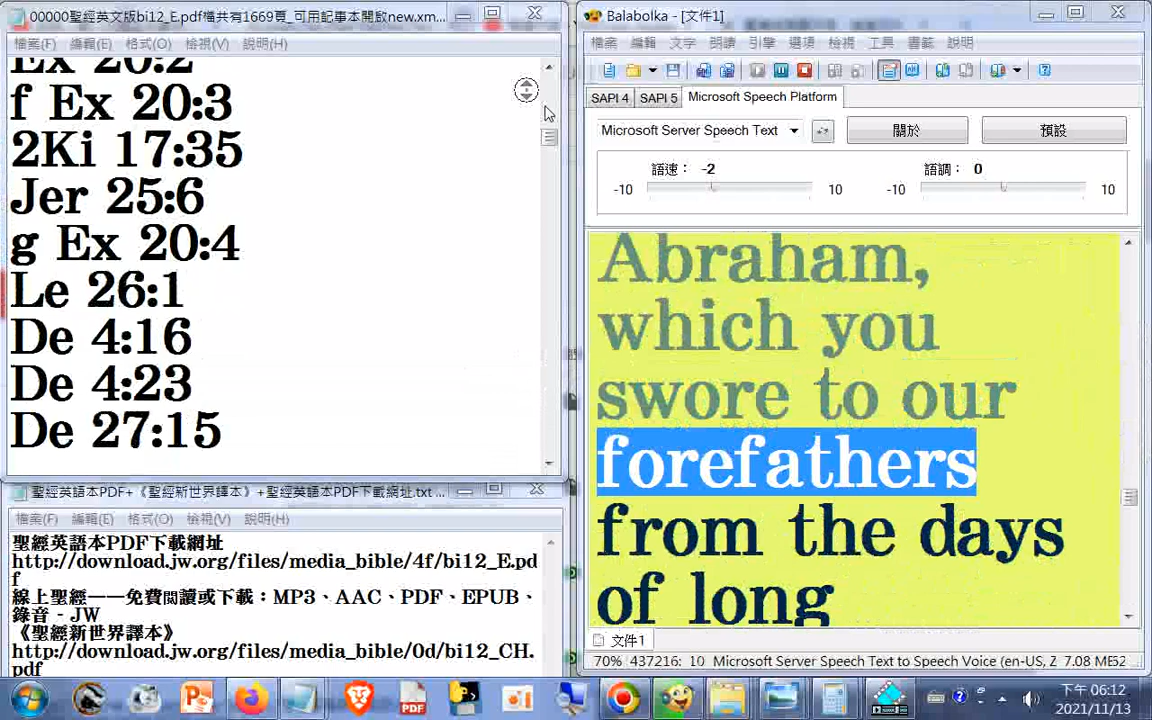 00000聖經英文版bi12_E.pdf檔共有1669頁_可用記事本開啟new.xm...
檔案(F) 編輯(E) 格式(O) 檢視(V) 說明(H)
Ex 20:2
f Ex 20:3
2Ki 17:35
Jer 25:6
g Ex 20:4
Le 26:1
De 4:16
De 4:23
De 27:15
聖經英語本PDF+《聖經新世界譯本》+聖經英語本PDF下載網址.txt ...
檔案(F) 編輯(E) 格式(O) 檢視(V) 說明(H)
聖經英語本PDF下載網址
http://download.jw.org/files/media_bible/4f/bi12_E.pd
f
線上聖經──免費閱讀或下載：MP3、AAC、PDF、EPUB、
錄音 - JW
《聖經新世界譯本》
http://download.jw.org/files/media_bible/0d/bi12_CH.
pdf
Balabolka - [文件1]
檔案 編輯 文字 朗讀 引擎 選項 檢視 工具 書籤 說明
SAPI 4 SAPI 5 Microsoft Speech Platform
Microsoft Server Speech Text 關於 預設
語速： -2 語調： 0
-10 10 -10 10
Abraham,
which you
swore to our
forefathers
from the days
of long
文件1
70% 437216: 10 Microsoft Server Speech Text to Speech Voice (en-US, Z 7.08 ME52
PDF
下午 06:12
2021/11/13